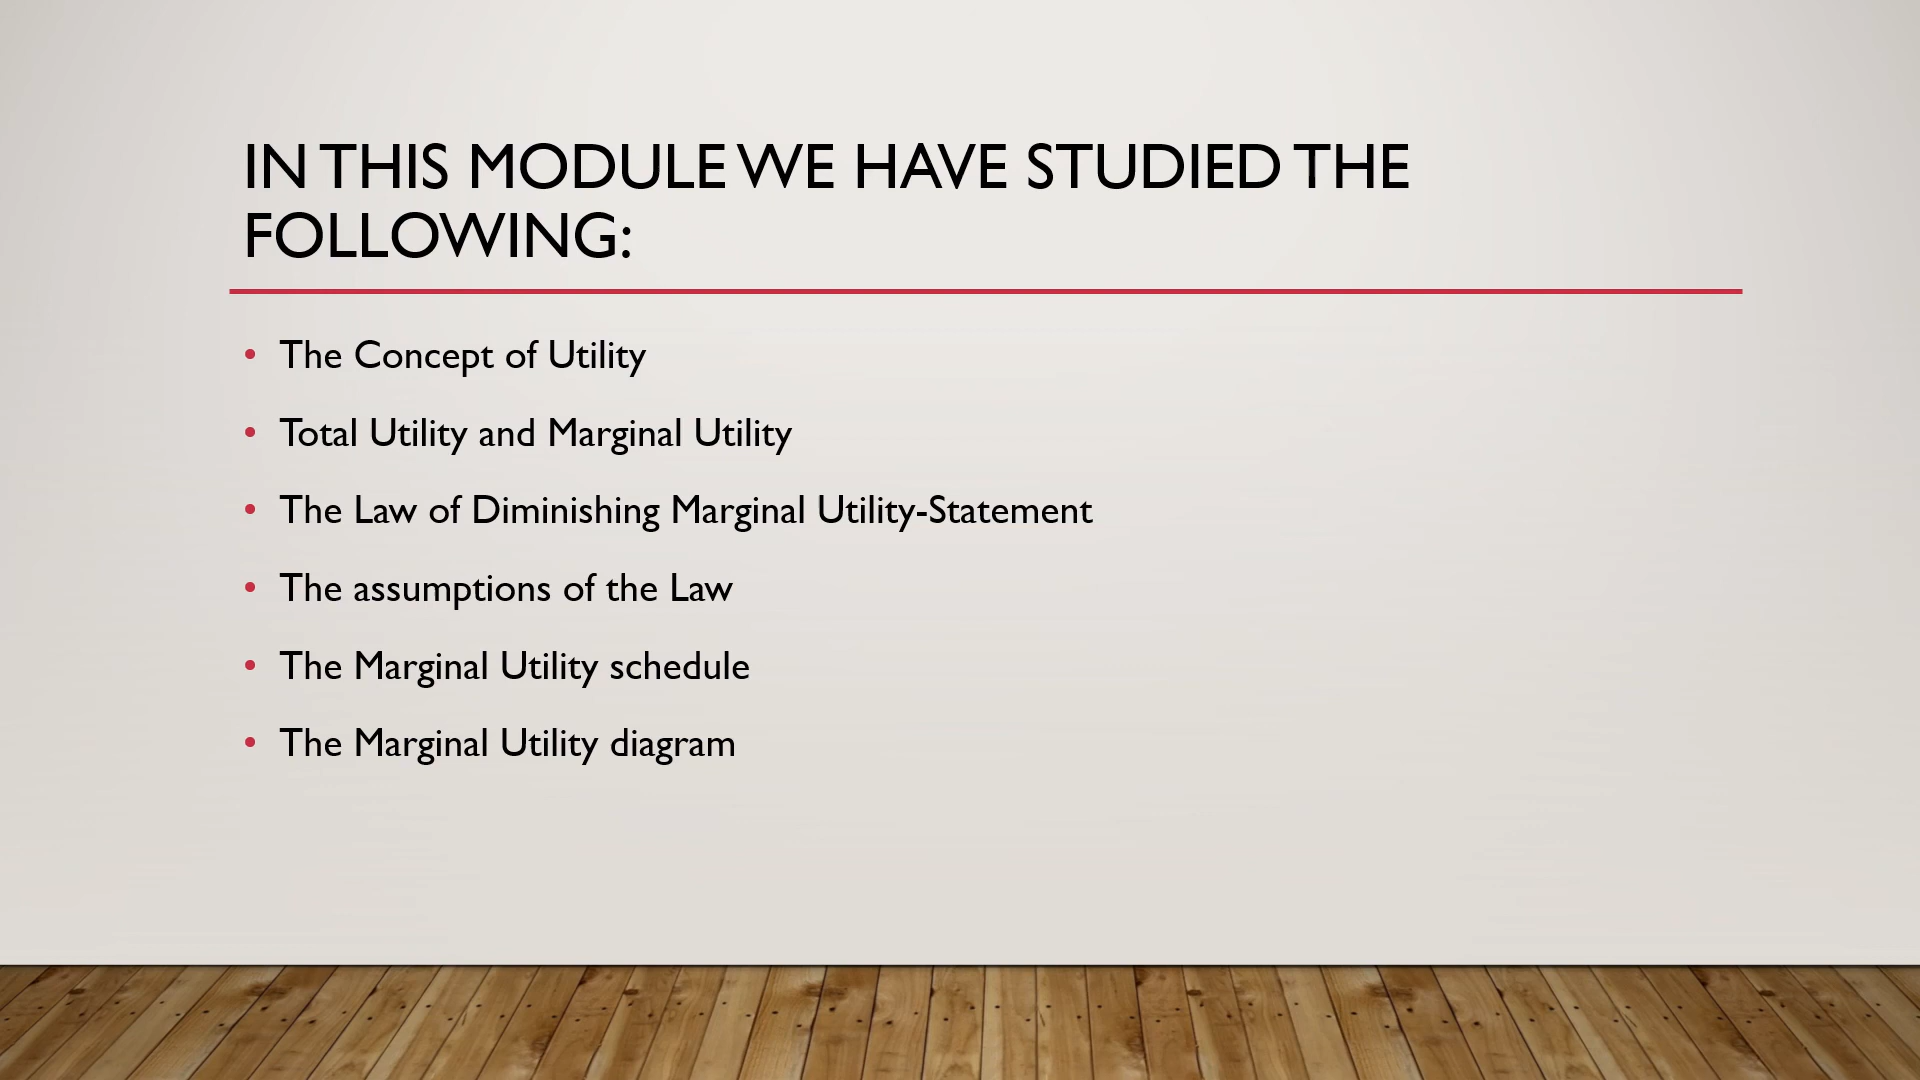 IN THIS MODULE WE HAVE STUDIED THE
FOLLOWING:
• The Concept of Utility
• Total Utility and Marginal Utility
• The Law of Diminishing Marginal Utility-Statement
• The assumptions of the Law
• The Marginal Utility schedule
• The Marginal Utility diagram